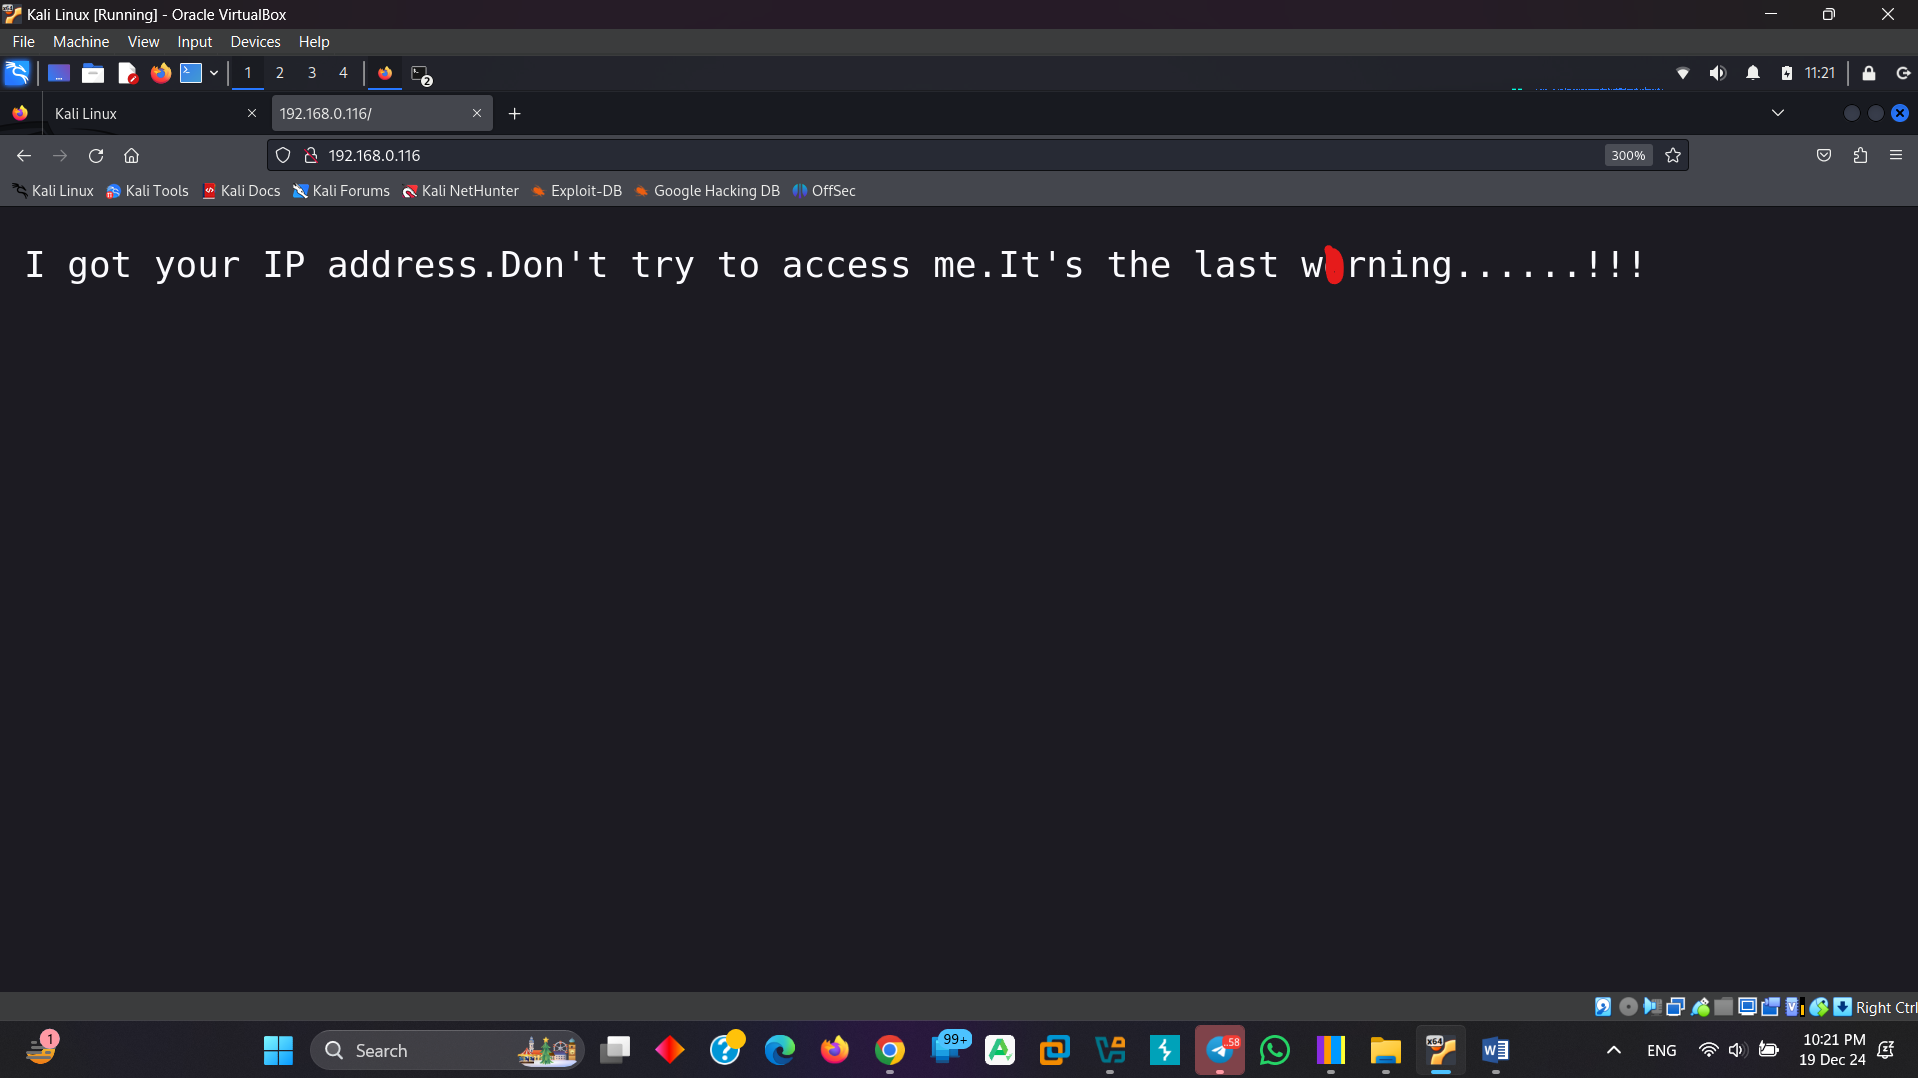 Kali Linux [Running] - Oracle VirtualBox
File Machine View Input Devices Help
1 2 3 4 2 11:21
Kali Linux 192.168.0.116/
192.168.0.116 300%
Kali Linux Kali Tools Kali Docs Kali Forums Kali NetHunter Exploit-DB Google Hacking DB OffSec
I got your IP address.Don't try to access me.It's the last ......!!!
Right Ctrl
1 Search 99+ ..58 x64 ENG 10:21 PM
19 Dec 24